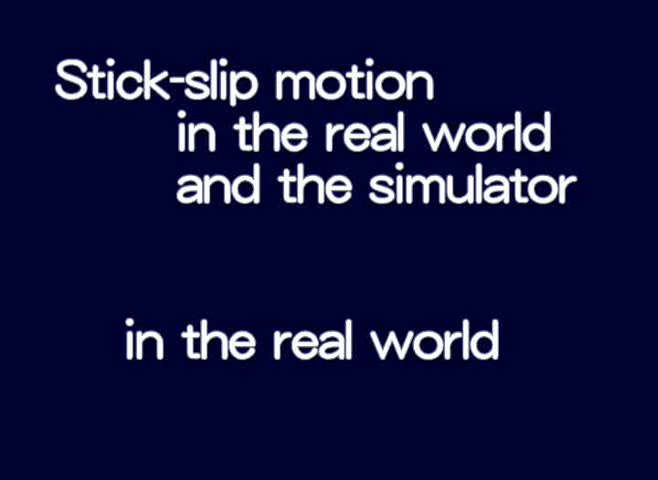 Stick-slip motion
in the real world
and the simulator
in the real world